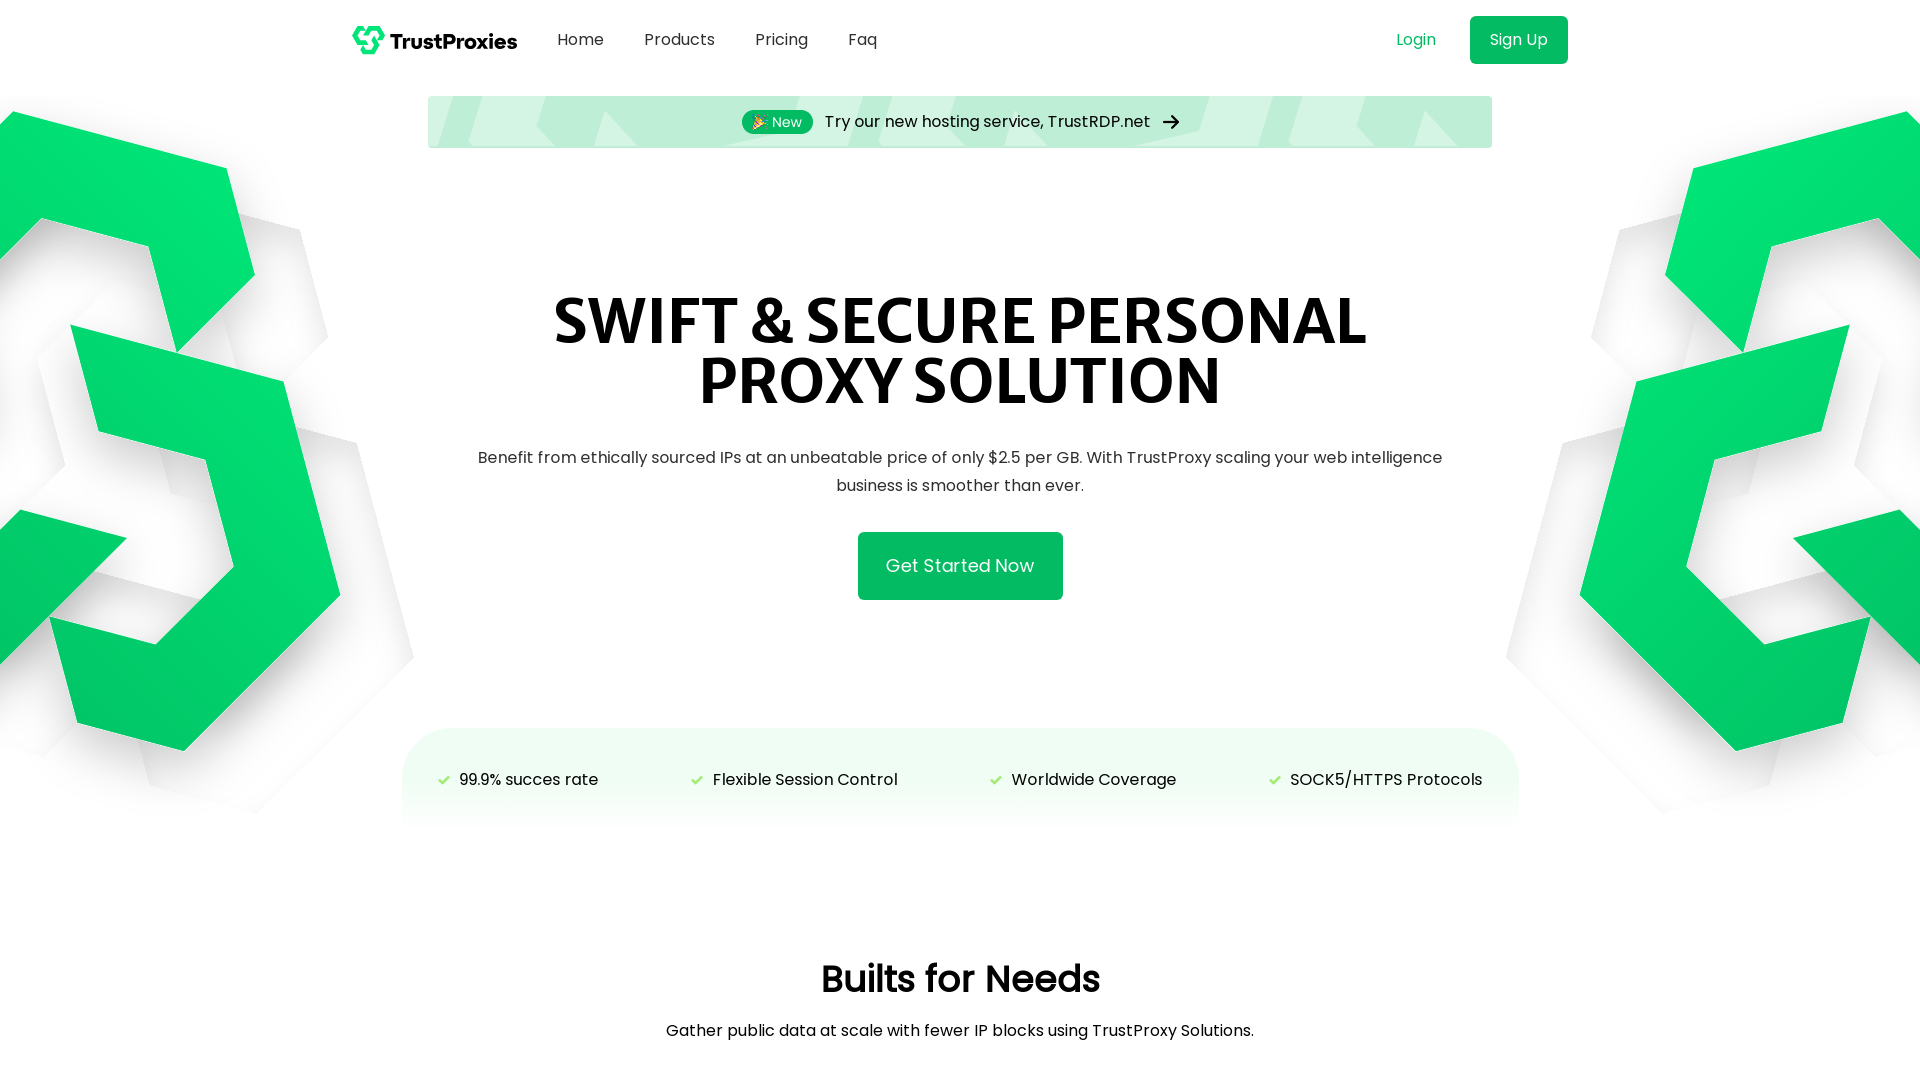 TrustProxies
Home
Products
Pricing
Faq
Login
Sign Up
🎉 New
Try our new hosting service, TrustRDP.net
SWIFT & SECURE PERSONAL
PROXY SOLUTION
Benefit from ethically sourced IPs at an unbeatable price of only $2.5 per GB. With TrustProxy scaling your web intelligence
business is smoother than ever.
Get Started Now
99.9% succes rate
Flexible Session Control
Worldwide Coverage
SOCK5/HTTPS Protocols
Builts for Needs
Gather public data at scale with fewer IP blocks using TrustProxy Solutions.